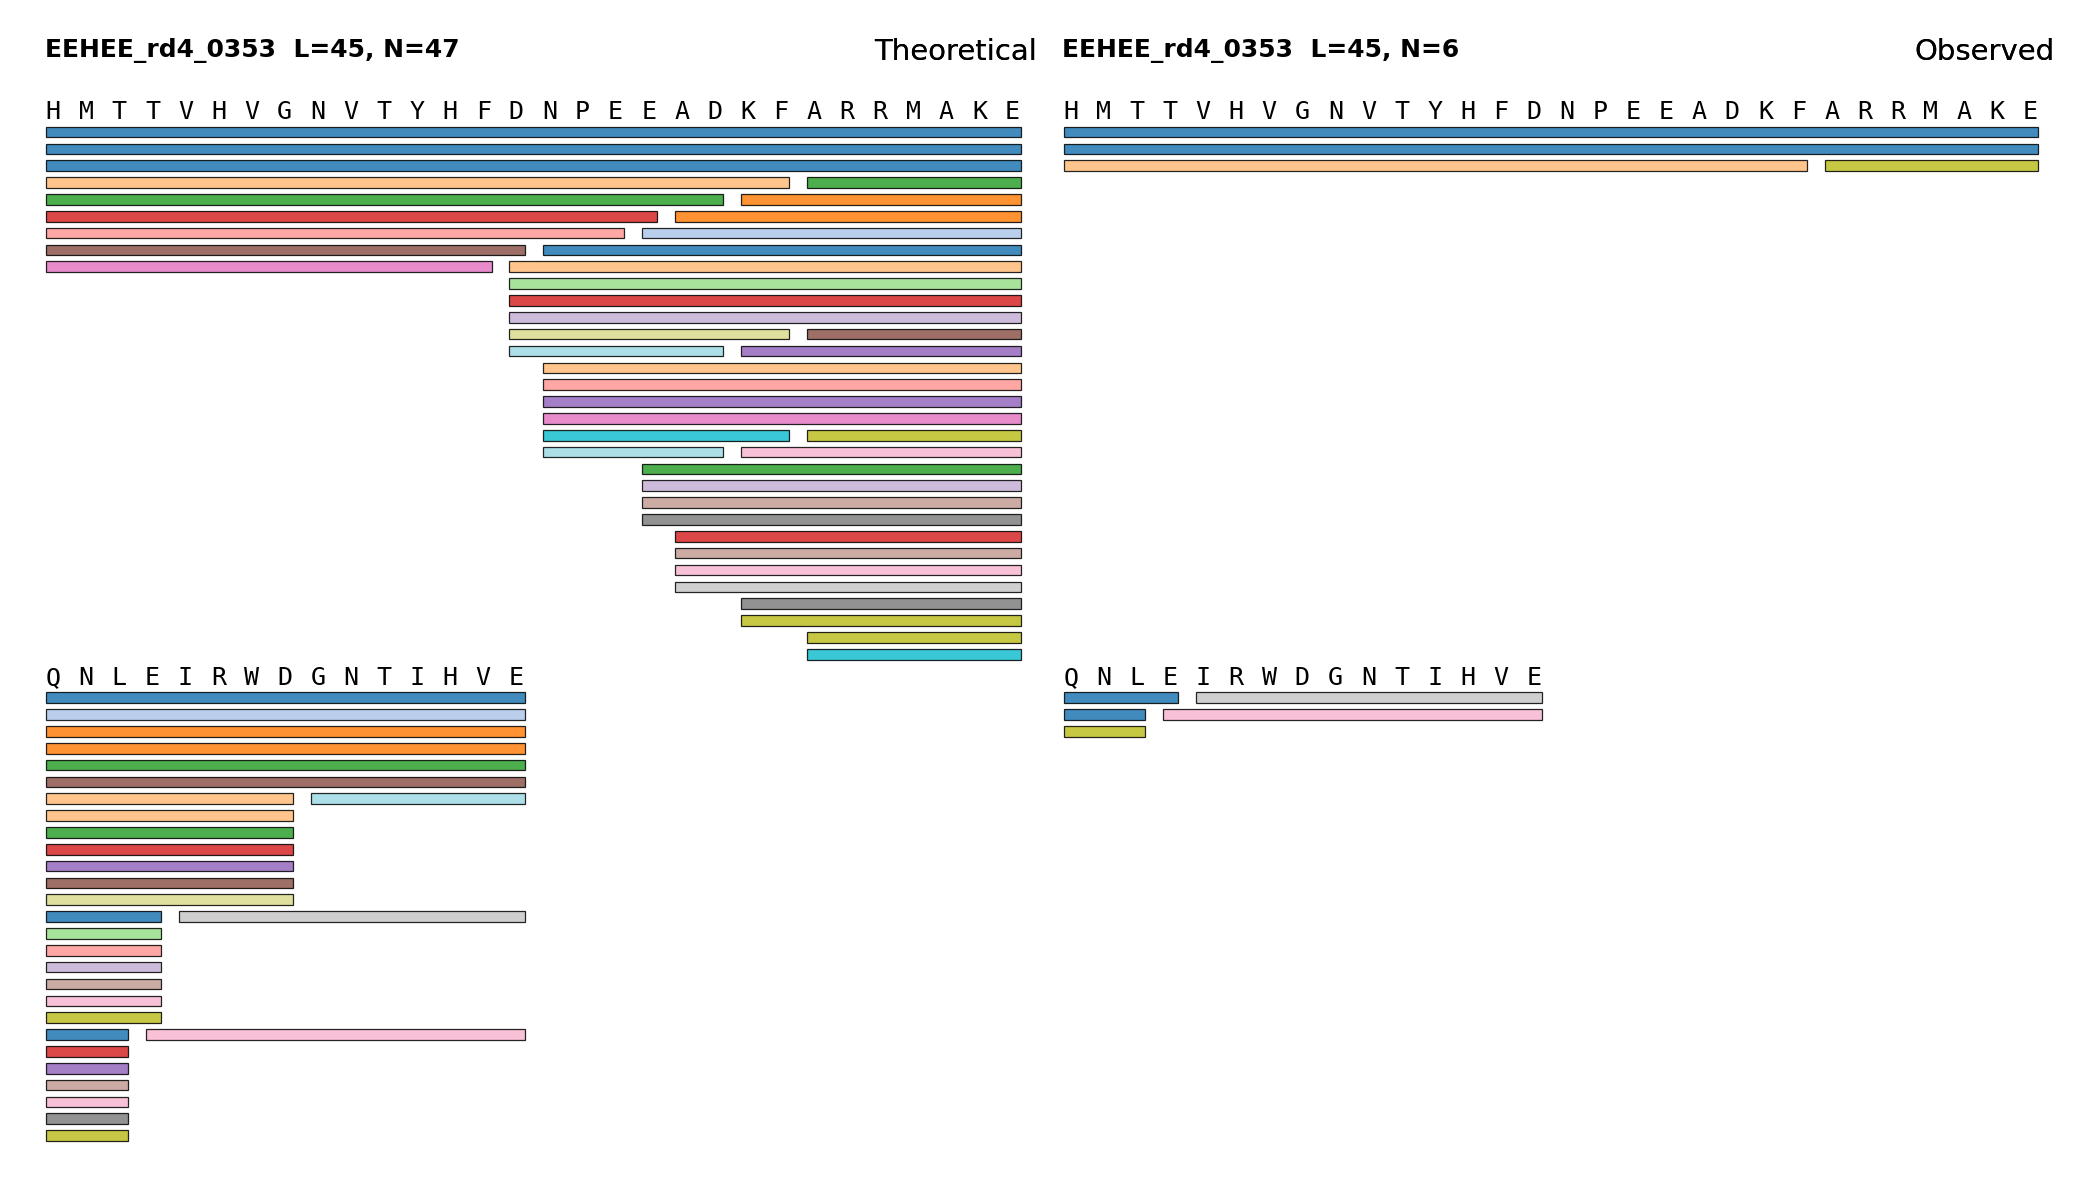 EEHEE_rd4_0353 L=45, N=47
Theoretical
H M T T V H V G N V T Y H F D N P E E A D K F A R R M A K E
Q N L E I R W D G N T I H V E
EEHEE_rd4_0353 L=45, N=6
Observed
H M T T V H V G N V T Y H F D N P E E A D K F A R R M A K E
Q N L E I R W D G N T I H V E